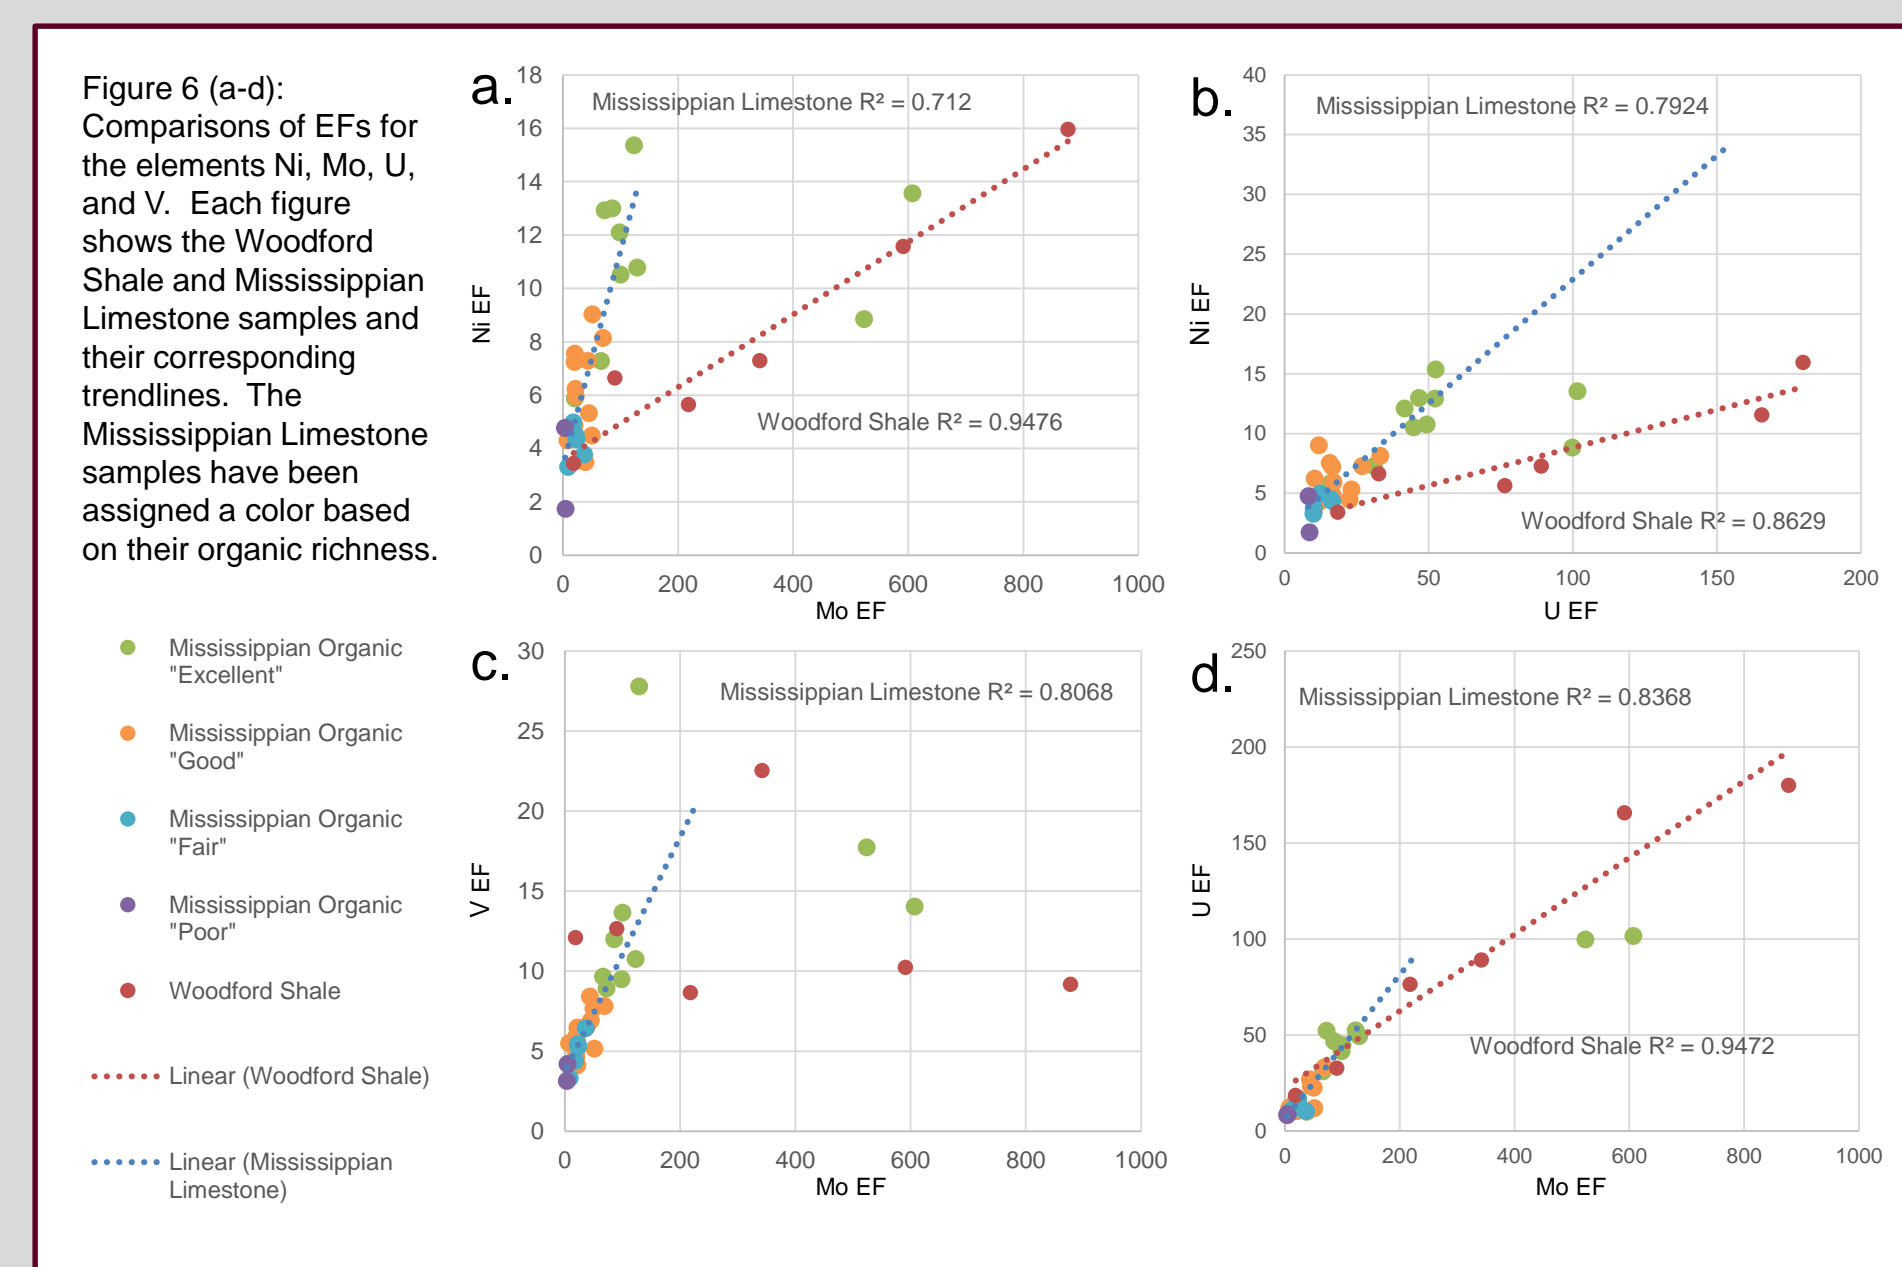 Figure 6 (a-d):
Comparisons of EFs for
the elements Ni, Mo, U,
and V.  Each figure
shows the Woodford
Shale and Mississippian
Limestone samples and
their corresponding
trendlines.  The
Mississippian Limestone
samples have been
assigned a color based
on their organic richness.
Mississippian Organic
"Excellent"
Mississippian Organic
"Good"
Mississippian Organic
"Fair"
Mississippian Organic
"Poor"
Woodford Shale
Linear (Woodford Shale)
Linear (Mississippian
Limestone)
a.
Mississippian Limestone R² = 0.712
Woodford Shale R² = 0.9476
18
16
14
12
10
8
6
4
2
0
Ni EF
0 200 400 600 800 1000
Mo EF
b.
Mississippian Limestone R² = 0.7924
Woodford Shale R² = 0.8629
40
35
30
25
20
15
10
5
0
Ni EF
0 50 100 150 200
U EF
c.
Mississippian Limestone R² = 0.8068
30
25
20
15
10
5
0
V EF
0 200 400 600 800 1000
Mo EF
d.
Mississippian Limestone R² = 0.8368
Woodford Shale R² = 0.9472
250
200
150
100
50
0
U EF
0 200 400 600 800 1000
Mo EF